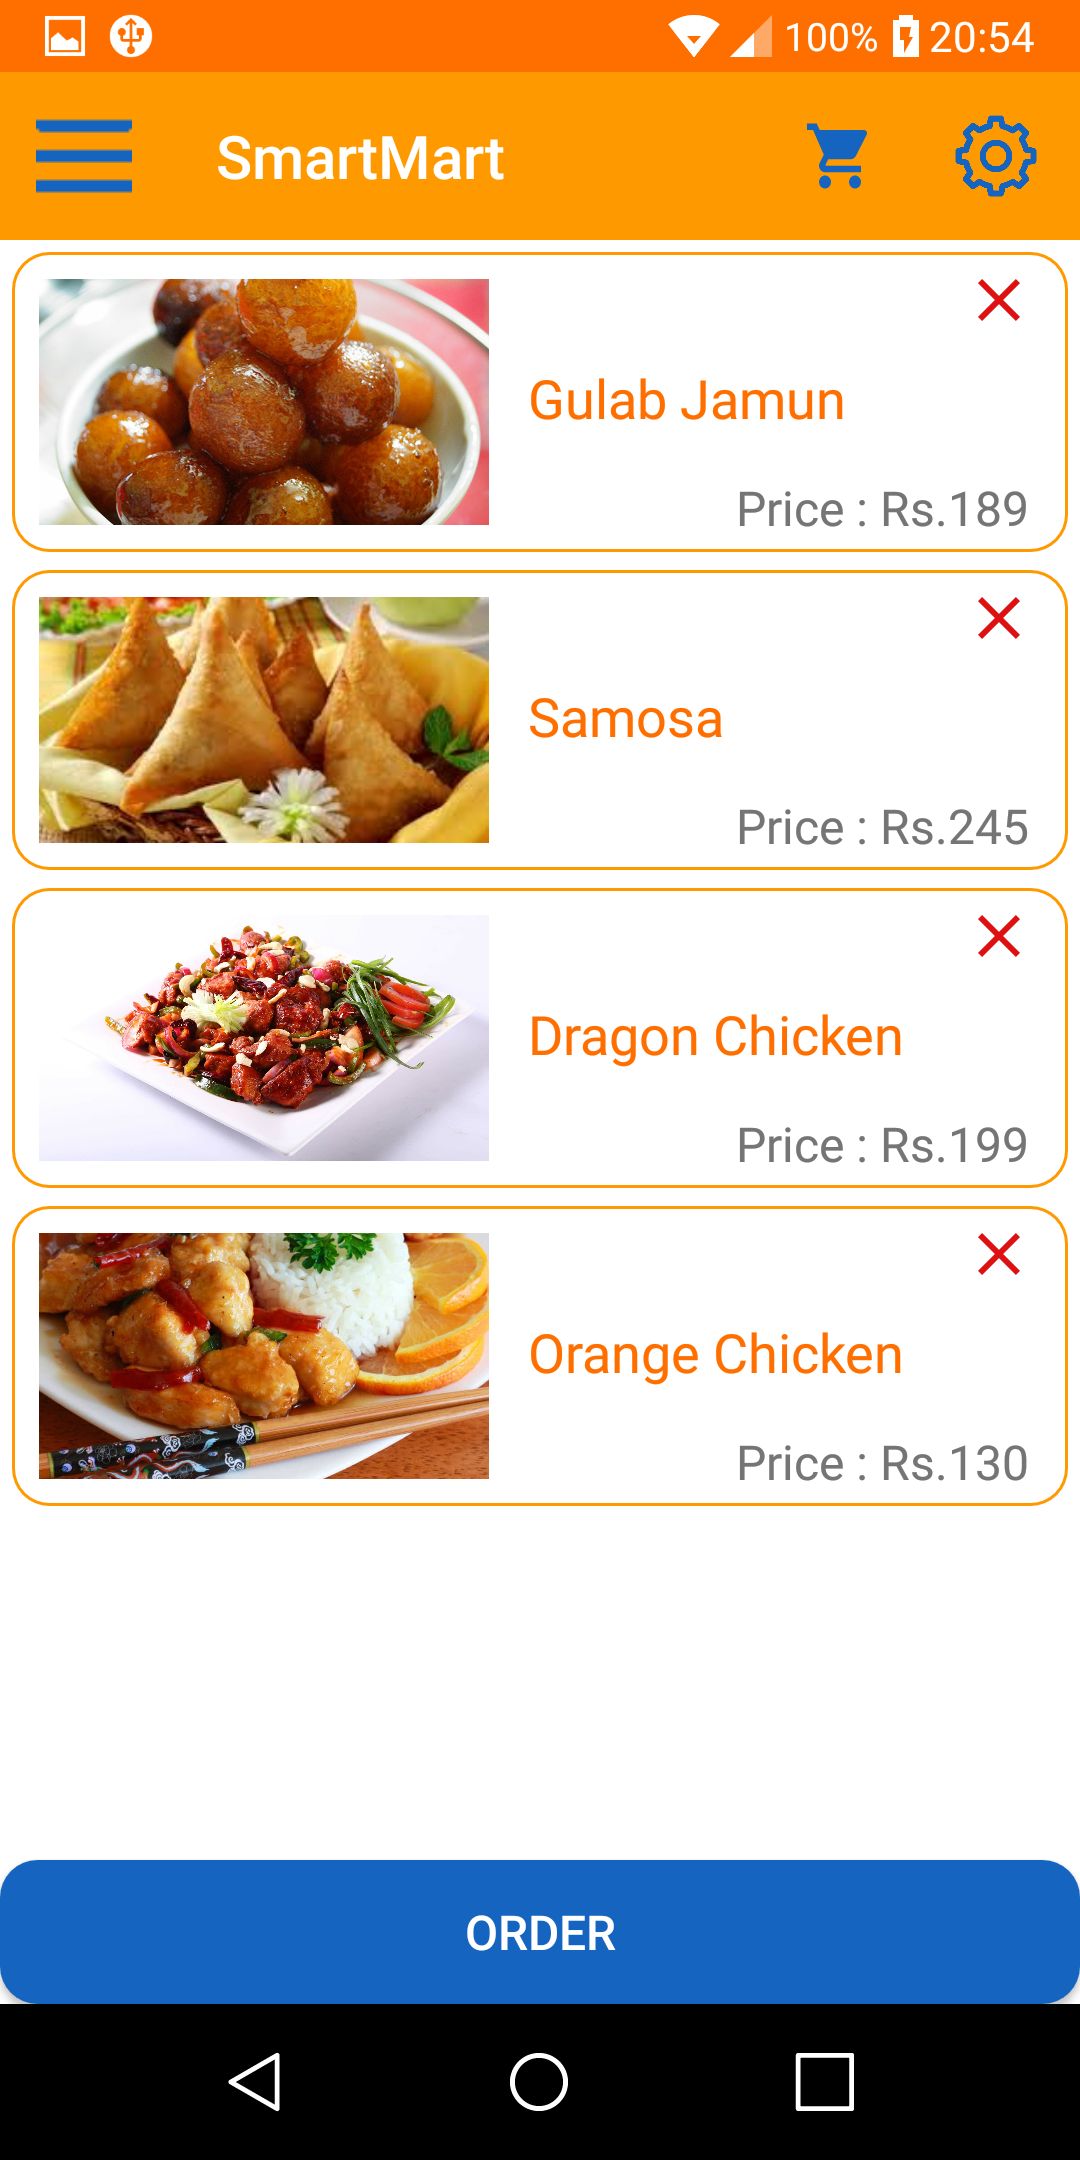 100% 20:54
SmartMart
Gulab Jamun
Price : Rs.189
Samosa
Price : Rs.245
Dragon Chicken
Price : Rs.199
Orange Chicken
Price : Rs.130
ORDER